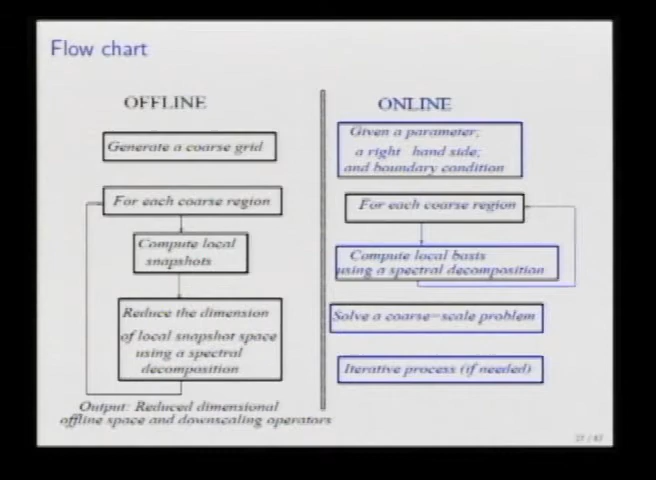 Flow chart
OFFLINE
Generate a coarse grid
For each coarse region
Compute local
snapshots
Reduce the dimension
of local snapshot space
using a spectral
decomposition
Output: Reduced dimensional
offline space and downscaling operators
ONLINE
Given a parameter,
a right hand side,
and boundary condition
For each coarse region
Compute local basis
using a spectral decomposition
Solve a coarse-scale problem
Iterative process (if needed)